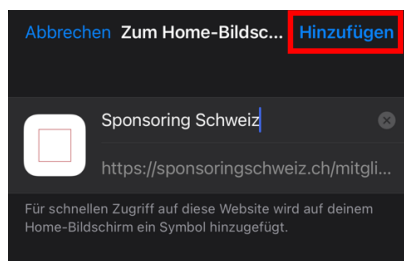 Abbrechen Zum Home-Bildsc... Hinzufügen
Sponsoring Schweiz
https://sponsoringschweiz.ch/mitgli...
Für schnellen Zugriff auf diese Website wird auf deinem
Home-Bildschirm ein Symbol hinzugefügt.